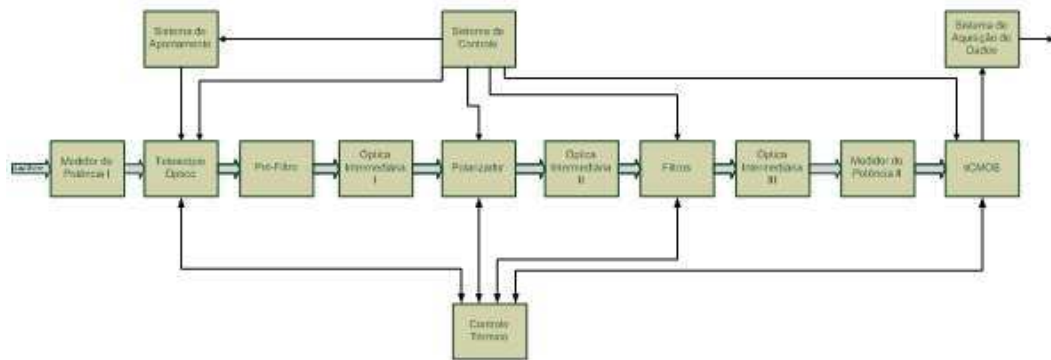 Sistema de
Apontamento
Sistema de
Controle
Sistema de
Aquisição de
Dados
Medidor de
Potência I
Telescópio
Óptico
Pré-Filtro
Óptica
Intermediária
I
Polarizador
Óptica
Intermediária
II
Filtros
Óptica
Intermediária
III
Medidor de
Potência II
sCMOS
Controle
Térmico